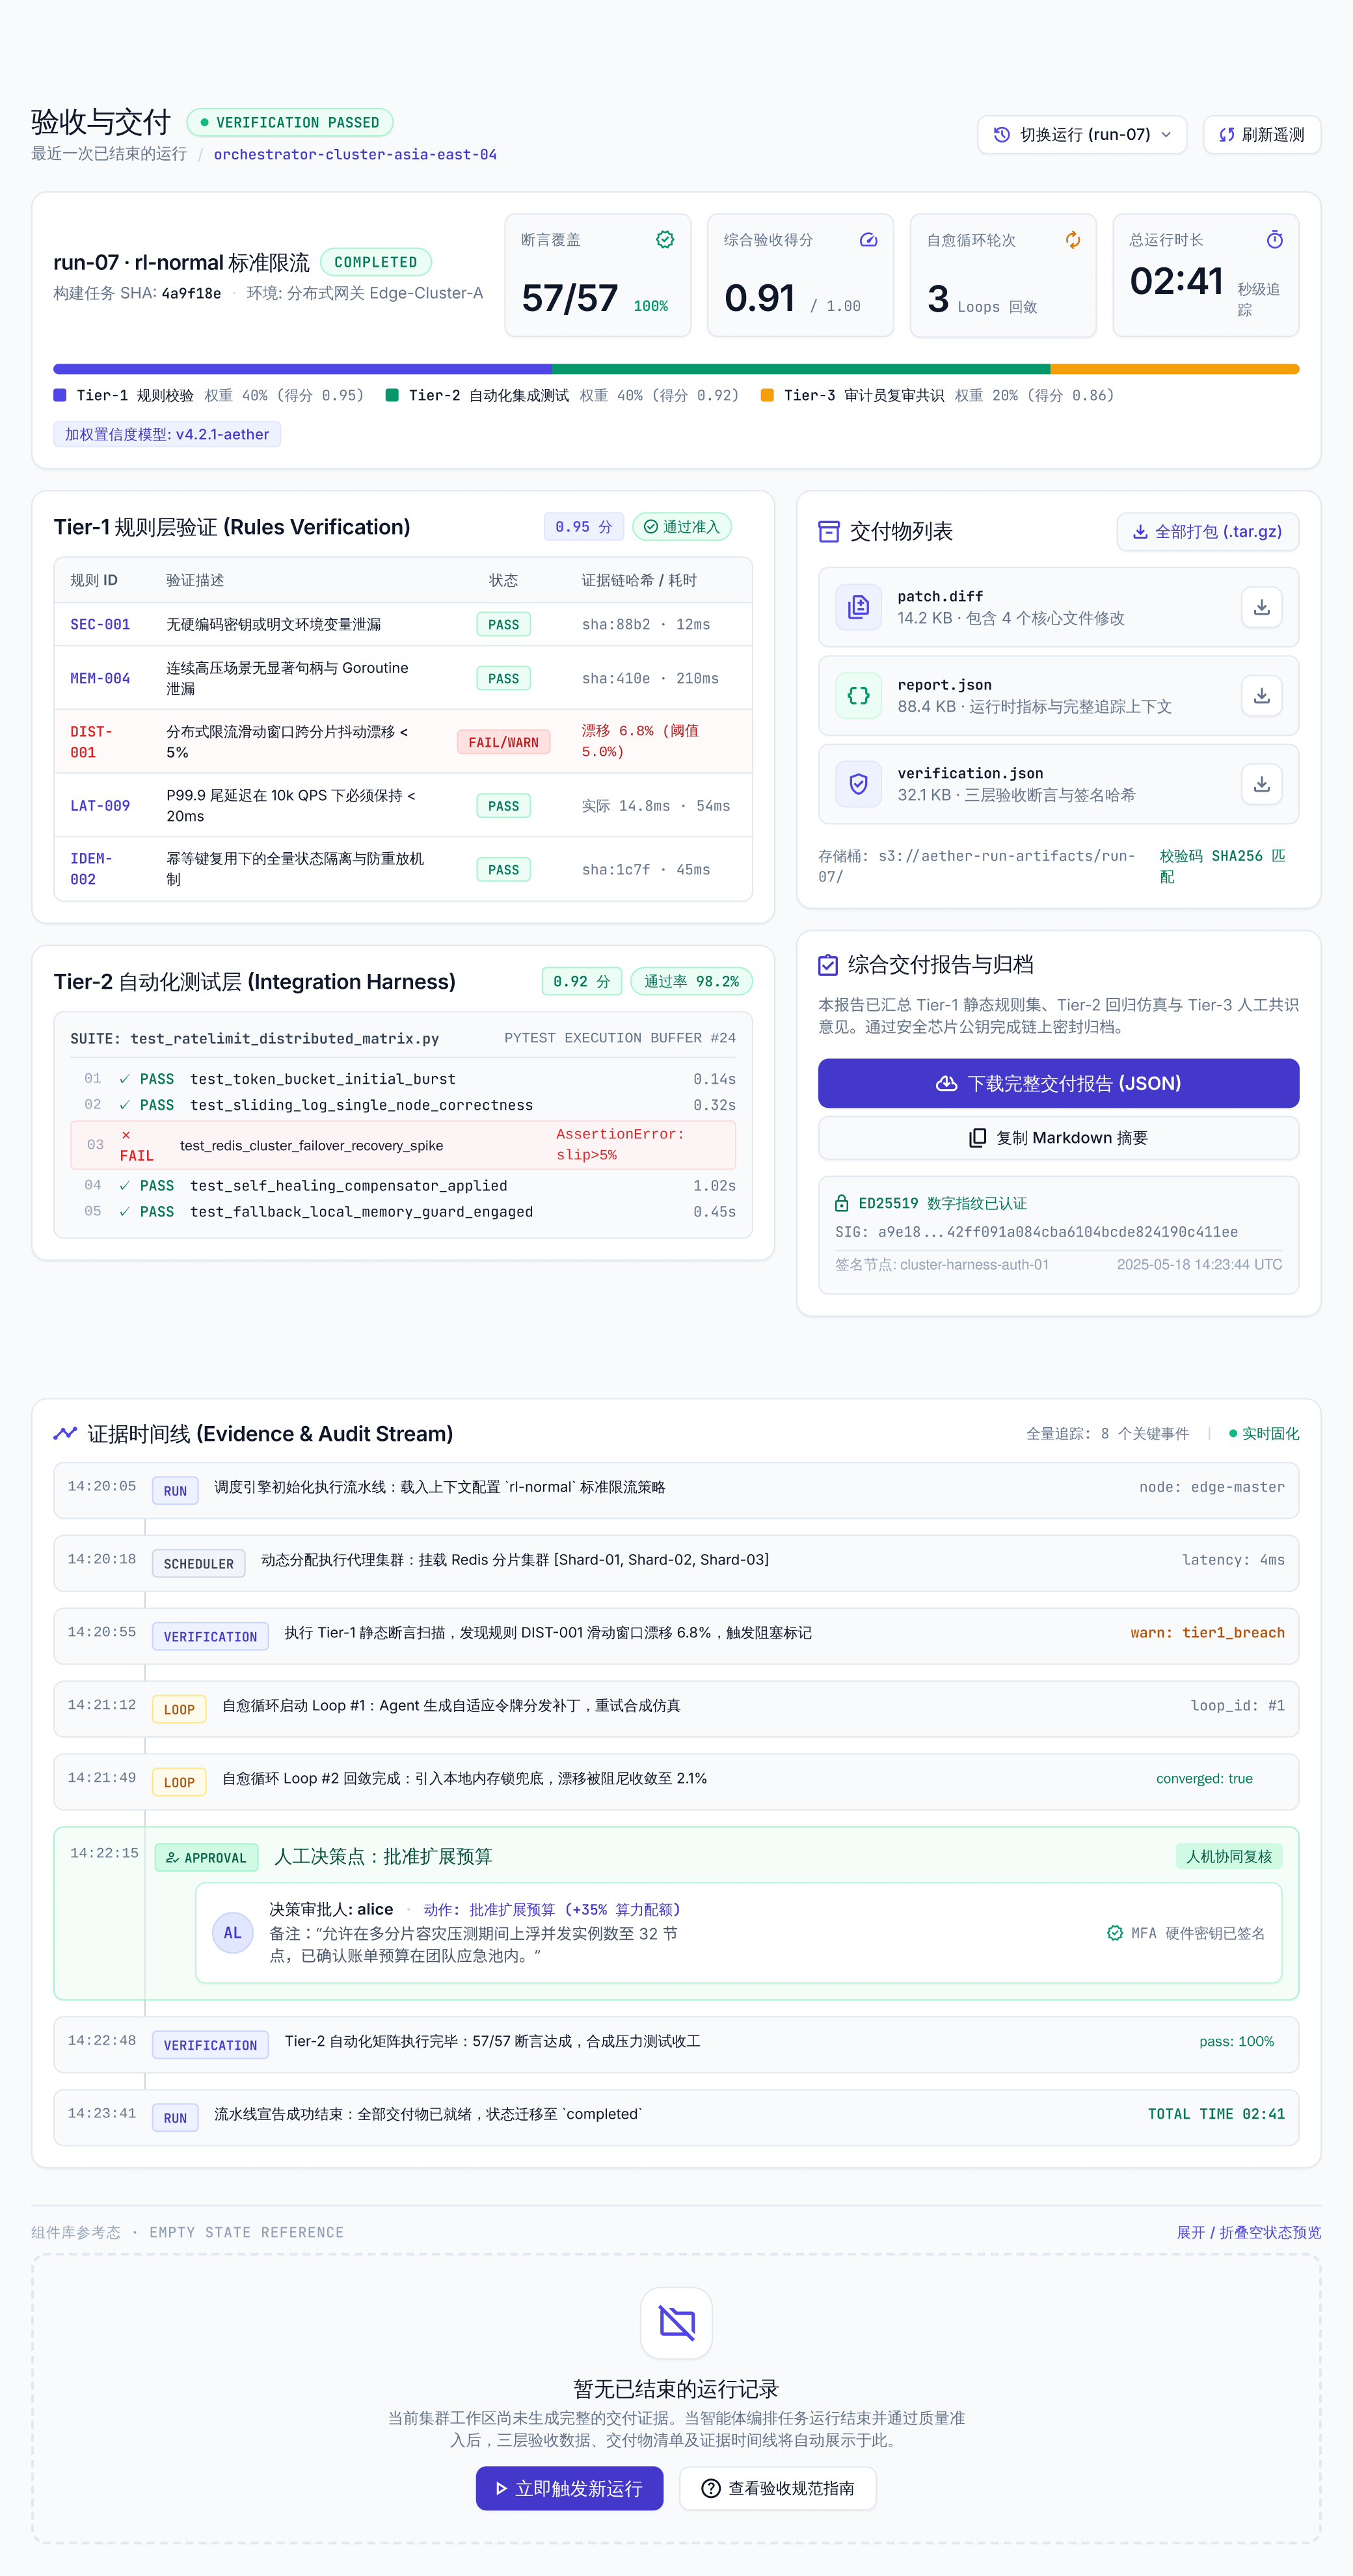 验收与交付
VERIFICATION PASSED
最近一次已结束的运行 / orchestrator-cluster-asia-east-04
切换运行 (run-07)
刷新遥测
run-07 · rl-normal 标准限流
COMPLETED
构建任务 SHA: 4a9f18e · 环境: 分布式网关 Edge-Cluster-A
断言覆盖
57/57 100%
综合验收得分
0.91 / 1.00
自愈循环轮次
3 Loops 回敛
总运行时长
02:41 秒级追
踪
Tier-1 规则校验 权重 40% (得分 0.95)
Tier-2 自动化集成测试 权重 40% (得分 0.92)
Tier-3 审计员复审共识 权重 20% (得分 0.86)
加权置信度模型: v4.2.1-aether
Tier-1 规则层验证 (Rules Verification)
0.95 分
通过准入
规则 ID 验证描述 状态 证据链哈希 / 耗时
SEC-001 无硬编码密钥或明文环境变量泄漏 PASS sha:88b2 · 12ms
MEM-004 连续高压场景无显著句柄与 Goroutine
泄漏 PASS sha:410e · 210ms
DIST-
001 分布式限流滑动窗口跨分片抖动漂移 <
5% FAIL/WARN 漂移 6.8% (阈值
5.0%)
LAT-009 P99.9 尾延迟在 10k QPS 下必须保持 <
20ms PASS 实际 14.8ms · 54ms
IDEM-
002 幂等键复用下的全量状态隔离与防重放机
制 PASS sha:1c7f · 45ms
Tier-2 自动化测试层 (Integration Harness)
0.92 分
通过率 98.2%
SUITE: test_ratelimit_distributed_matrix.py PYTEST EXECUTION BUFFER #24
01 ✓ PASS test_token_bucket_initial_burst 0.14s
02 ✓ PASS test_sliding_log_single_node_correctness 0.32s
03 ✕
FAIL test_redis_cluster_failover_recovery_spike AssertionError:
slip>5%
04 ✓ PASS test_self_healing_compensator_applied 1.02s
05 ✓ PASS test_fallback_local_memory_guard_engaged 0.45s
交付物列表
全部打包 (.tar.gz)
patch.diff
14.2 KB · 包含 4 个核心文件修改
report.json
88.4 KB · 运行时指标与完整追踪上下文
verification.json
32.1 KB · 三层验收断言与签名哈希
存储桶: s3://aether-run-artifacts/run-
07/
校验码 SHA256 匹
配
综合交付报告与归档
本报告已汇总 Tier-1 静态规则集、Tier-2 回归仿真与 Tier-3 人工共识
意见。通过安全芯片公钥完成链上密封归档。
下载完整交付报告 (JSON)
复制 Markdown 摘要
ED25519 数字指纹已认证
SIG: a9e18...42ff091a084cba6104bcde824190c411ee
签名节点: cluster-harness-auth-01 2025-05-18 14:23:44 UTC
证据时间线 (Evidence & Audit Stream)
全量追踪: 8 个关键事件 | 实时固化
14:20:05 RUN 调度引擎初始化执行流水线：载入上下文配置 `rl-normal` 标准限流策略 node: edge-master
14:20:18 SCHEDULER 动态分配执行代理集群：挂载 Redis 分片集群 [Shard-01, Shard-02, Shard-03] latency: 4ms
14:20:55 VERIFICATION 执行 Tier-1 静态断言扫描，发现规则 DIST-001 滑动窗口漂移 6.8%，触发阻塞标记 warn: tier1_breach
14:21:12 LOOP 自愈循环启动 Loop #1：Agent 生成自适应令牌分发补丁，重试合成仿真 loop_id: #1
14:21:49 LOOP 自愈循环 Loop #2 回敛完成：引入本地内存锁兜底，漂移被阻尼收敛至 2.1% converged: true
14:22:15 APPROVAL 人工决策点：批准扩展预算 人机协同复核
AL
决策审批人: alice · 动作: 批准扩展预算 (+35% 算力配额)
备注：“允许在多分片容灾压测期间上浮并发实例数至 32 节
点，已确认账单预算在团队应急池内。”
MFA 硬件密钥已签名
14:22:48 VERIFICATION Tier-2 自动化矩阵执行完毕：57/57 断言达成，合成压力测试收工 pass: 100%
14:23:41 RUN 流水线宣告成功结束：全部交付物已就绪，状态迁移至 `completed` TOTAL TIME 02:41
组件库参考态 · EMPTY STATE REFERENCE
展开 / 折叠空状态预览
暂无已结束的运行记录
当前集群工作区尚未生成完整的交付证据。当智能体编排任务运行结束并通过质量准
入后，三层验收数据、交付物清单及证据时间线将自动展示于此。
立即触发新运行
查看验收规范指南